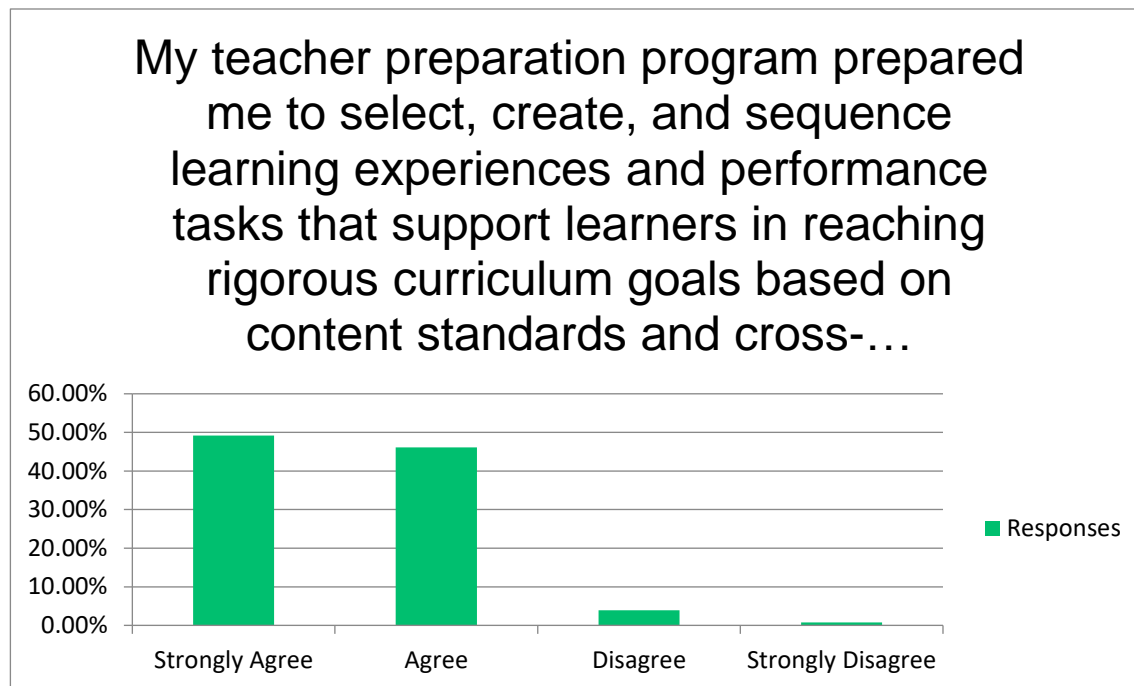 My teacher preparation program prepared
me to select, create, and sequence
learning experiences and performance
tasks that support learners in reaching
rigorous curriculum goals based on
content standards and cross-…
60.00%
50.00%
40.00%
30.00%
20.00%
10.00%
0.00%
Strongly Agree Agree Disagree Strongly Disagree
Responses